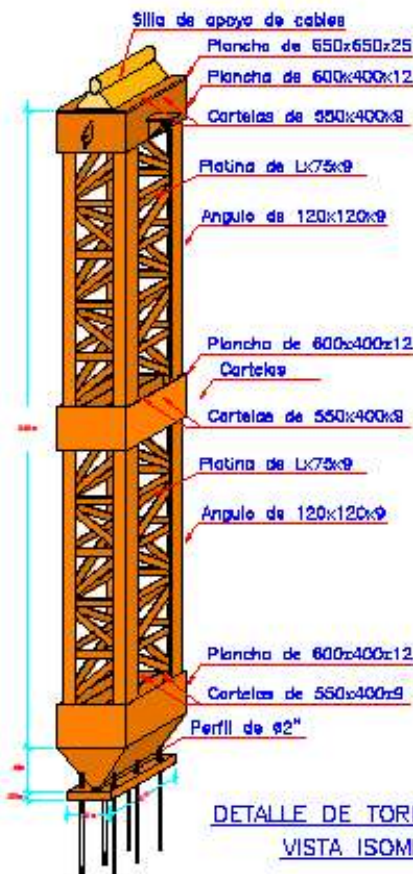 Silla de apoyo de cables
Plancha de 650x650x25
Plancha de 600x400x12
Cartelas de 550x400x9
Platina de Lx75x9
Angulo de 120x120x9
Plancha de 600x400x12
Cartelas
Cartelas de 550x400x9
Platina de Lx75x9
Angulo de 120x120x9
Plancha de 600x400x12
Cartelas de 550x400x9
Perfil de ø2"
DETALLE DE TORR
VISTA ISOM